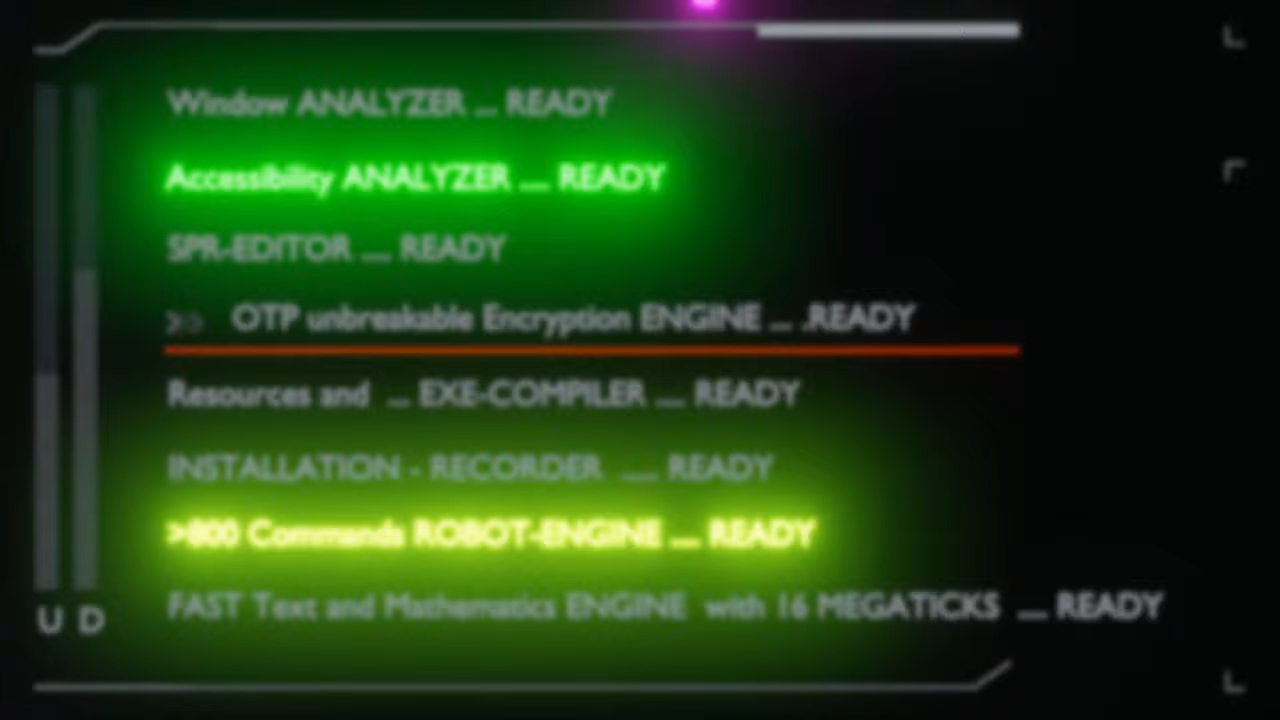 Window ANALYZER ... READY
Accessibility ANALYZER .... READY
SPR-EDITOR .... READY
>> OTP unbreakable Encryption ENGINE ... .READY
Resources and ... EXE-COMPILER .... READY
INSTALLATION - RECORDER ..... READY
>800 Commands ROBOT-ENGINE .... READY
FAST Text and Mathematics ENGINE with 16 MEGATICKS .... READY
U D